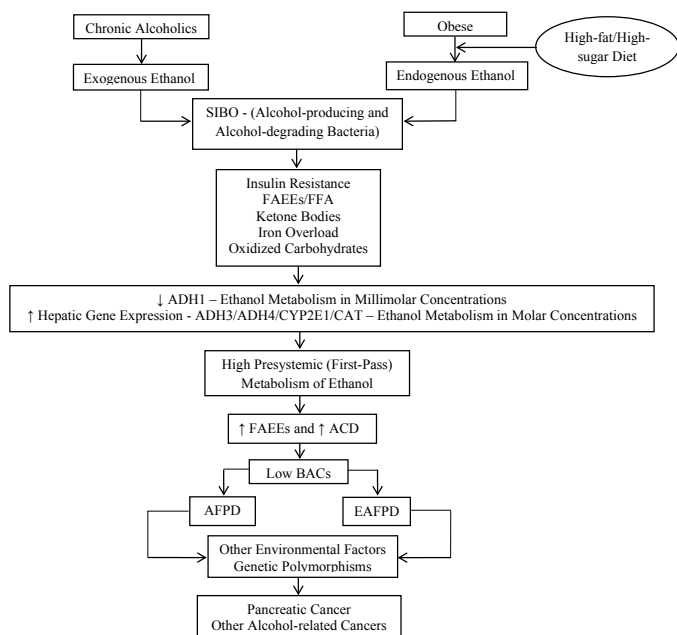 Chronic Alcoholics
Obese
High-fat/High-
sugar Diet
Exogenous Ethanol
Endogenous Ethanol
SIBO - (Alcohol-producing and
Alcohol-degrading Bacteria)
Insulin Resistance
FAEEs/FFA
Ketone Bodies
Iron Overload
Oxidized Carbohydrates
↓ ADH1 – Ethanol Metabolism in Millimolar Concentrations
↑ Hepatic Gene Expression - ADH3/ADH4/CYP2E1/CAT – Ethanol Metabolism in Molar Concentrations
High Presystemic (First-Pass)
Metabolism of Ethanol
↑ FAEEs and ↑ ACD
Low BACs
AFPD
EAFPD
Other Environmental Factors
Genetic Polymorphisms
Pancreatic Cancer
Other Alcohol-related Cancers